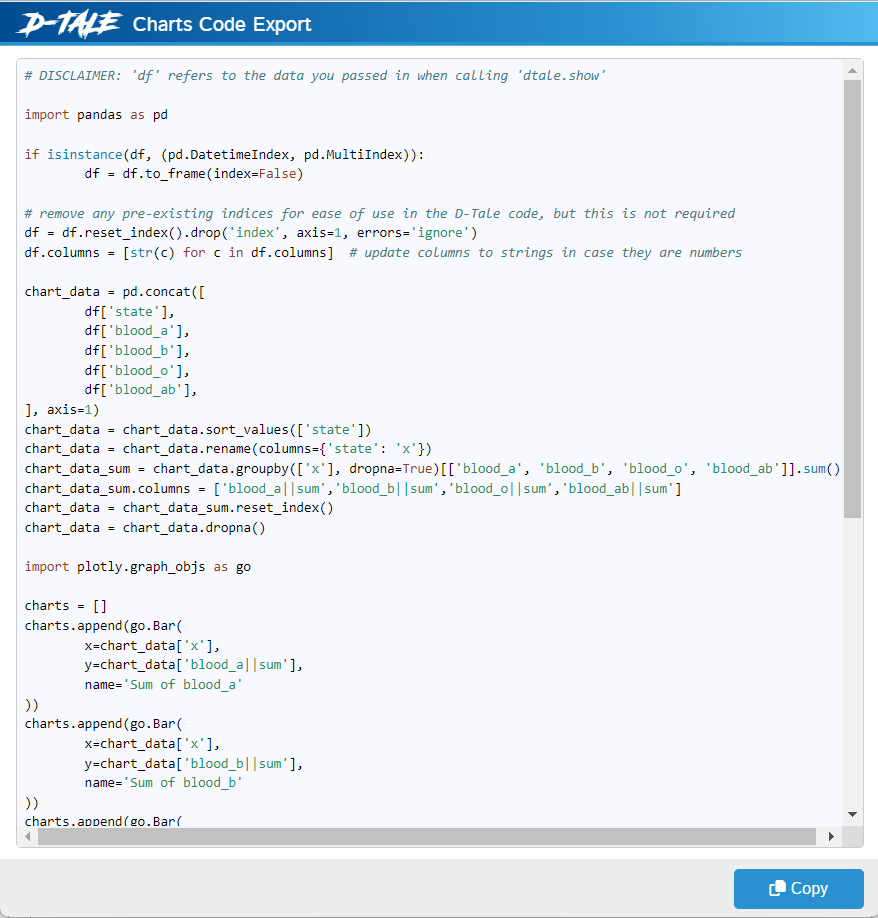 D-TALE Charts Code Export
# DISCLAIMER: 'df' refers to the data you passed in when calling 'dtale.show'
import pandas as pd
if isinstance(df, (pd.DatetimeIndex, pd.MultiIndex)):
        df = df.to_frame(index=False)
# remove any pre-existing indices for ease of use in the D-Tale code, but this is not required
df = df.reset_index().drop('index', axis=1, errors='ignore')
df.columns = [str(c) for c in df.columns]  # update columns to strings in case they are numbers
chart_data = pd.concat([
        df['state'],
        df['blood_a'],
        df['blood_b'],
        df['blood_o'],
        df['blood_ab'],
], axis=1)
chart_data = chart_data.sort_values(['state'])
chart_data = chart_data.rename(columns={'state': 'x'})
chart_data_sum = chart_data.groupby(['x'], dropna=True)[['blood_a', 'blood_b', 'blood_o', 'blood_ab']].sum()
chart_data_sum.columns = ['blood_a||sum','blood_b||sum','blood_o||sum','blood_ab||sum']
chart_data = chart_data_sum.reset_index()
chart_data = chart_data.dropna()
import plotly.graph_objs as go
charts = []
charts.append(go.Bar(
        x=chart_data['x'],
        y=chart_data['blood_a||sum'],
        name='Sum of blood_a'
))
charts.append(go.Bar(
        x=chart_data['x'],
        y=chart_data['blood_b||sum'],
        name='Sum of blood_b'
))
charts.append(go.Bar(
Copy